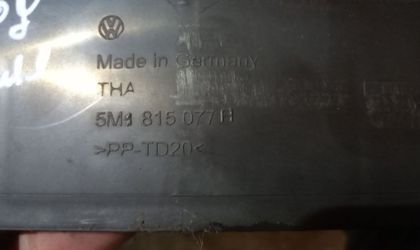 Made in Germany
THA
5M1 815 077 H
>PP-TD20<